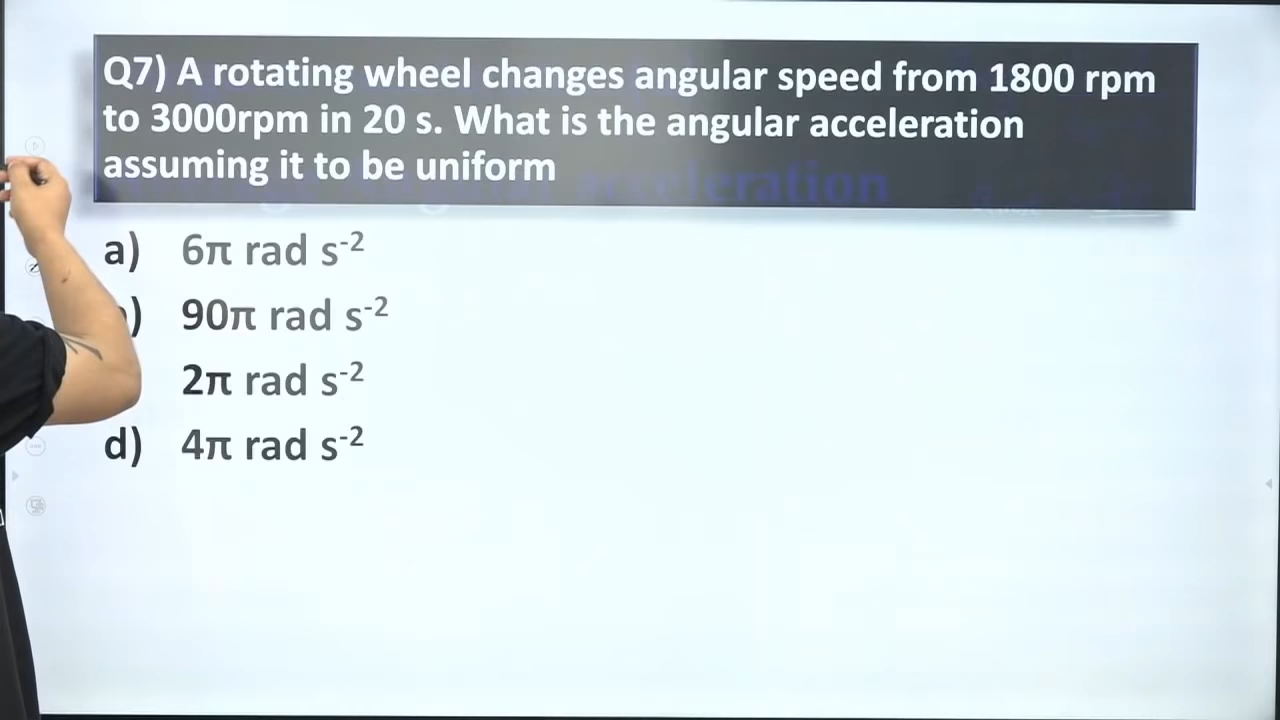 Q7) A rotating wheel changes angular speed from 1800 rpm
to 3000rpm in 20 s. What is the angular acceleration
assuming it to be uniform
acceleration
a) 6π rad s⁻²
) 90π rad s⁻²
2π rad s⁻²
d) 4π rad s⁻²